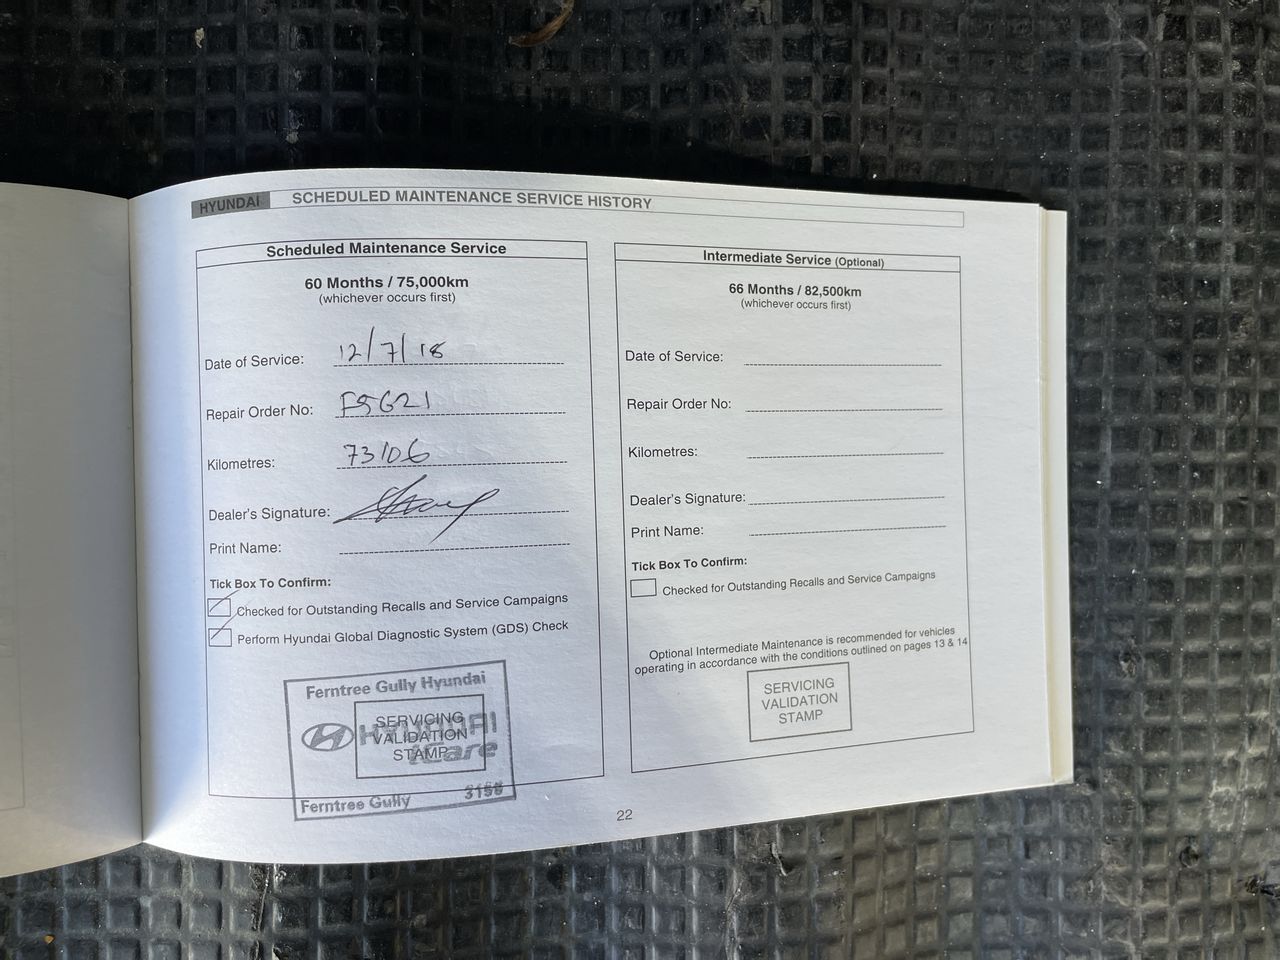 HYUNDAI SCHEDULED MAINTENANCE SERVICE HISTORY
Scheduled Maintenance Service
60 Months / 75,000km
(whichever occurs first)
Date of Service: 12/7/18
Repair Order No: F5621
Kilometres: 73106
Dealer's Signature:
Print Name:
Tick Box To Confirm:
Checked for Outstanding Recalls and Service Campaigns
Perform Hyundai Global Diagnostic System (GDS) Check
Ferntree Gully Hyundai
SERVICING
VALIDATION
STAMP
HYUNDAI
iCare
Ferntree Gully 3156
Intermediate Service (Optional)
66 Months / 82,500km
(whichever occurs first)
Date of Service:
Repair Order No:
Kilometres:
Dealer's Signature:
Print Name:
Tick Box To Confirm:
Checked for Outstanding Recalls and Service Campaigns
Optional Intermediate Maintenance is recommended for vehicles
operating in accordance with the conditions outlined on pages 13 & 14
SERVICING
VALIDATION
STAMP
22